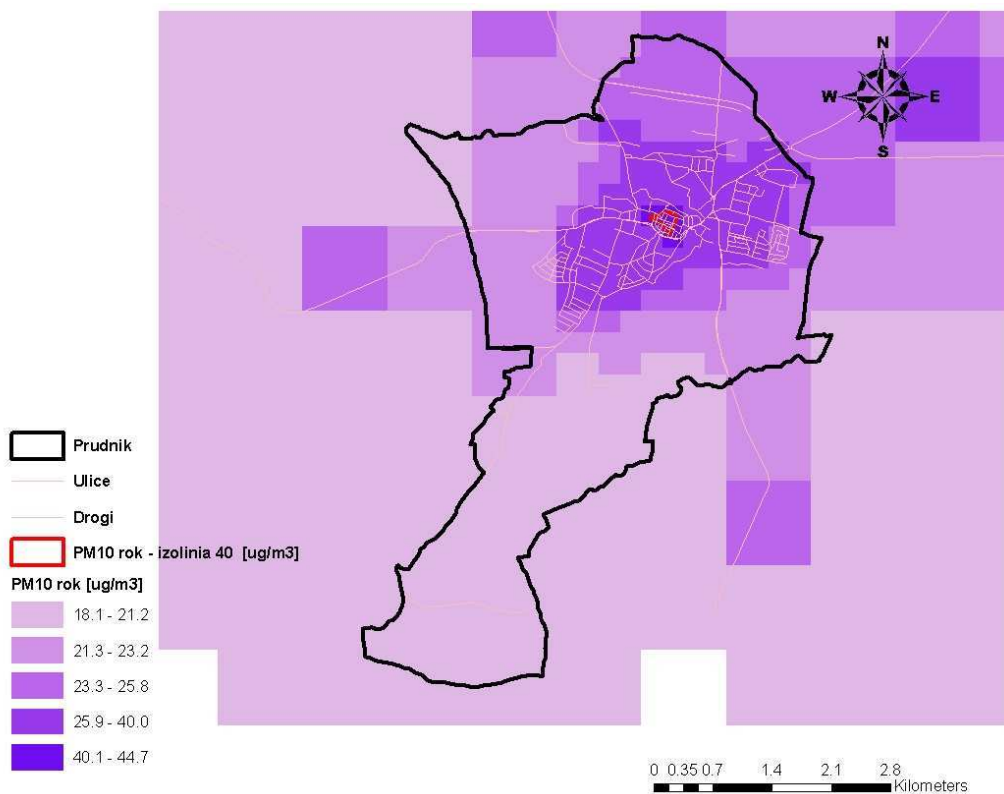 N
W E
S
Prudnik
Ulice
Drogi
PM10 rok - izolinia 40 [ug/m3]
PM10 rok [ug/m3]
18.1 - 21.2
21.3 - 23.2
23.3 - 25.8
25.9 - 40.0
40.1 - 44.7
0 0.35 0.7 1.4 2.1 2.8
Kilometers